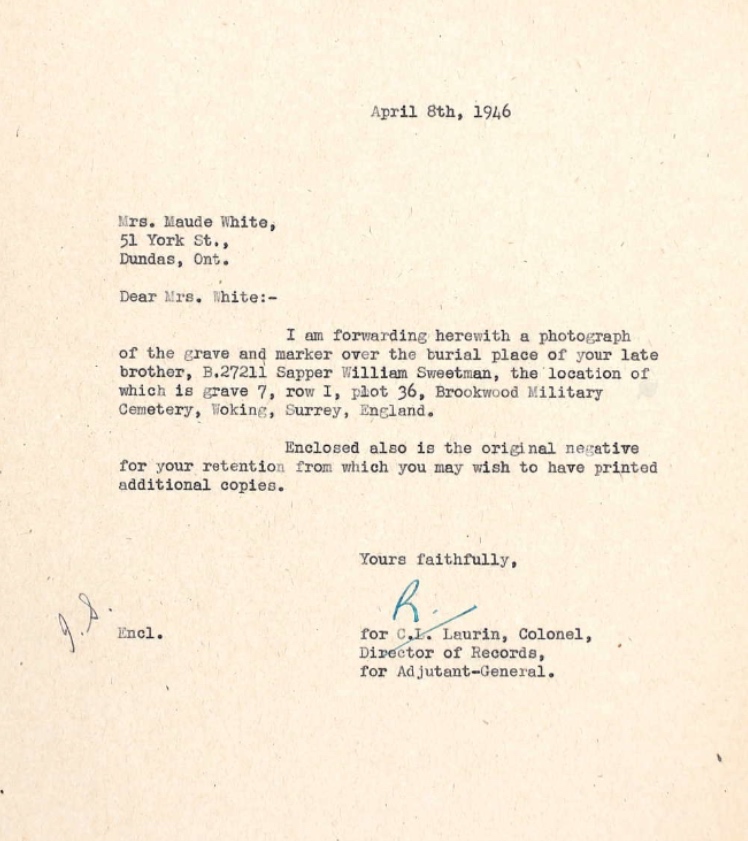 April 8th, 1946
Mrs. Maude White,
51 York St.,
Dundas, Ont.
Dear Mrs. White:-
I am forwarding herewith a photograph
of the grave and marker over the burial place of your late
brother, B.27211 Sapper William Sweetman, the location of
which is grave 7, row I, plot 36, Brookwood Military
Cemetery, Woking, Surrey, England.
Enclosed also is the original negative
for your retention from which you may wish to have printed
additional copies.
Yours faithfully,
R.
Encl.
for C.L. Laurin, Colonel,
Director of Records,
for Adjutant-General.